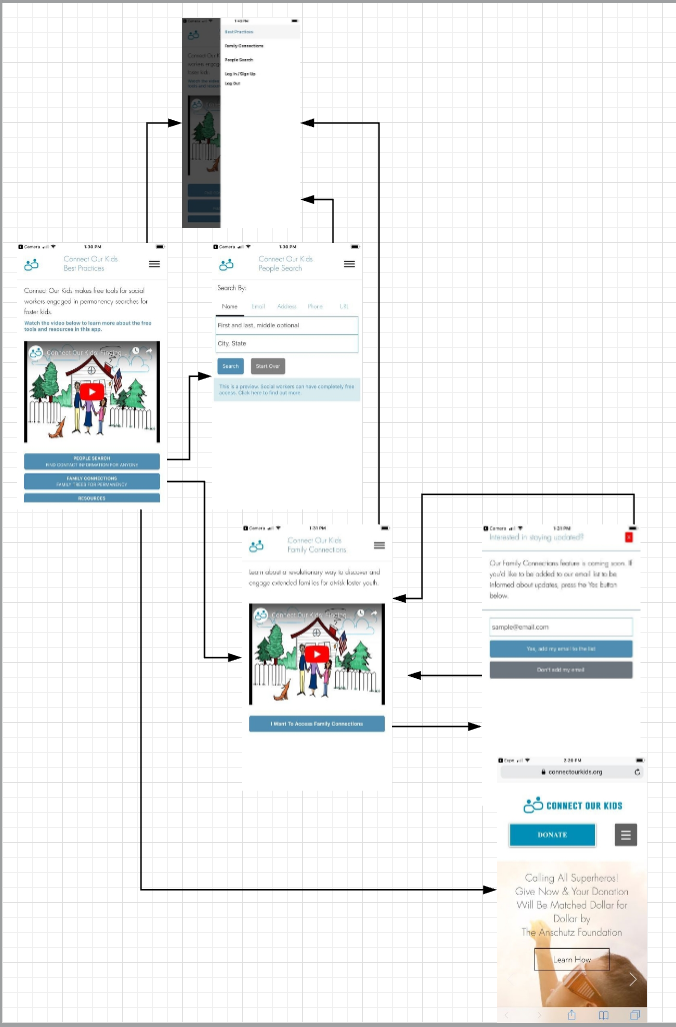 1:30 PM
Best Practices
Family Connections
People Search
Log In/Sign Up
Log Out
Camera
1:30 PM
Connect Our Kids
Best Practices
Connect Our Kids makes free tools for social
workers engaged in permanency searches for
foster kids.
Watch the video below to learn more about the free
tools and resources in this app.
Connect Our Kids
PEOPLE SEARCH
FIND CONTACT INFORMATION FOR ANYONE
FAMILY CONNECTIONS
FAMILY TREES FOR PERMANENCY
RESOURCES
Camera
1:30 PM
Connect Our Kids
People Search
Search By:
Name Email Address Phone URL
First and last, middle optional
City, State
Search Start Over
This is a preview. Social workers can have completely free
access. Click here to find out more.
Camera
1:31 PM
Connect Our Kids
Family Connections
Learn about a revolutionary way to discover and
engage extended families for at-risk foster youth.
Connect Our Kids
I Want To Access Family Connections
Camera
1:31 PM
Interested in staying updated?
Our Family Connections feature is coming soon. If
you'd like to be added to our email list to be
informed about updates, press the Yes button
below.
sample@email.com
Yes, add my email to the list
Don't add my email
Expo
2:26 PM
connectourkids.org
CONNECT OUR KIDS
DONATE
Calling All Superheros!
Give Now & Your Donation
Will Be Matched Dollar for
Dollar by
The Anschutz Foundation
Learn How